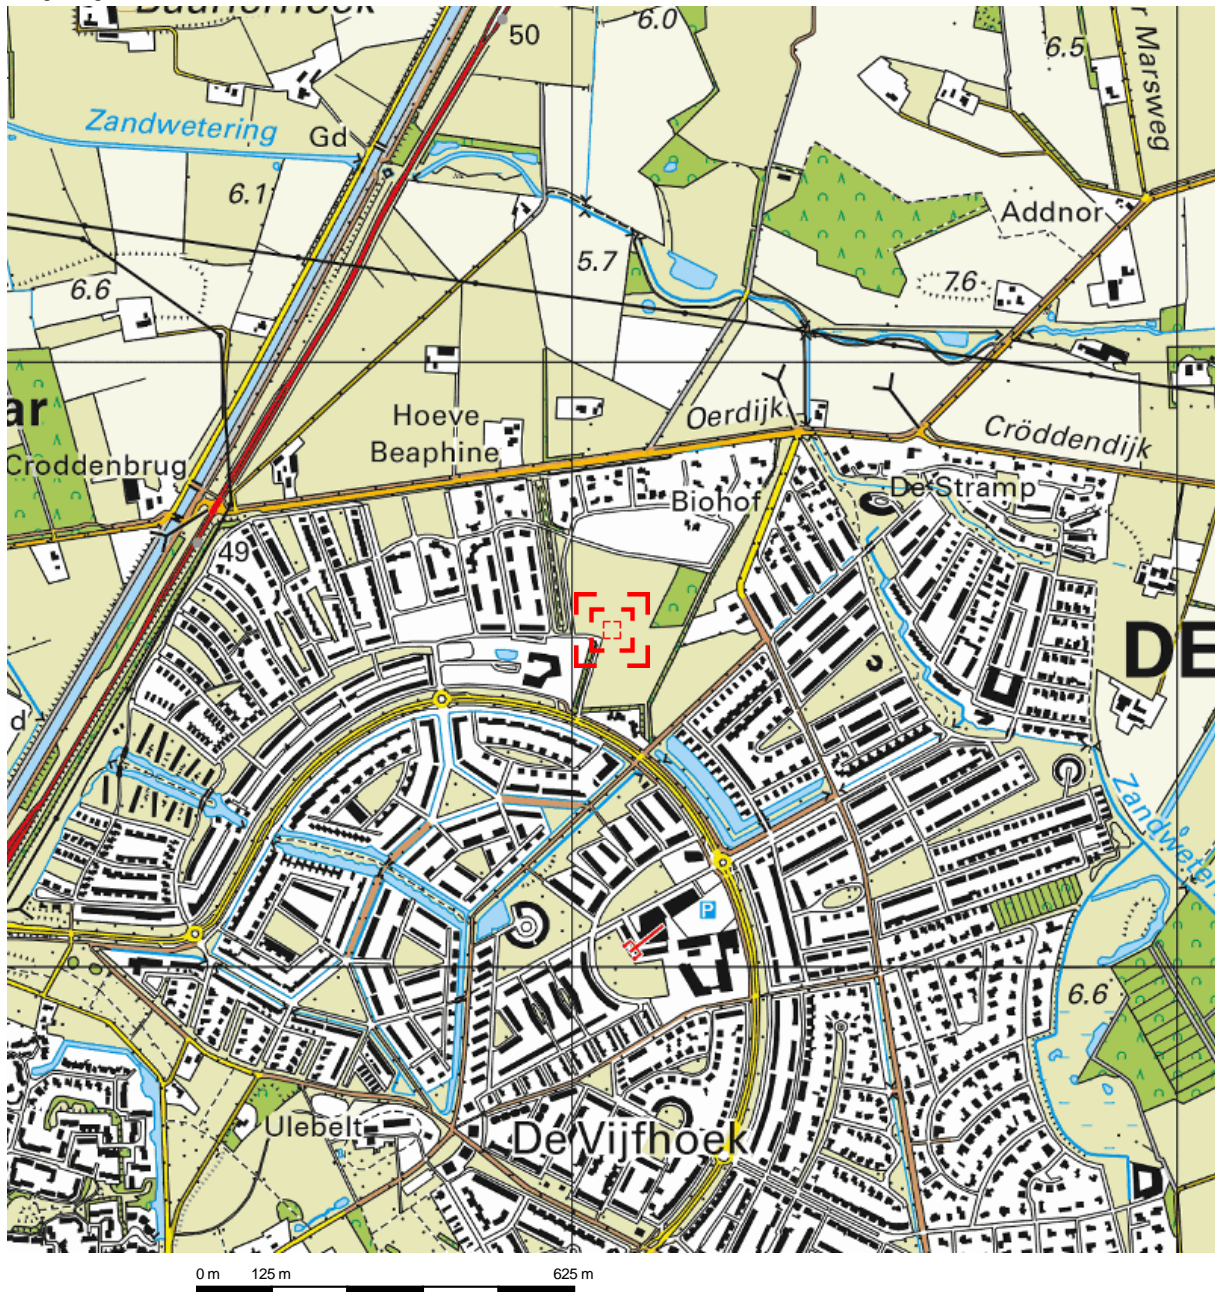 50
6.0
6.5
r Marsweg
Zandwetering
Gd
6.1
Addnor
5.7
6.6
7.6
ar
Hoeve
Beaphine
Oerdijk
Cröddendijk
Croddenbrug
Biohof
De Stramp
49
DE
d
Zandweter
P
6.6
Ulebelt
De Vijfhoek
0 m 125 m 625 m